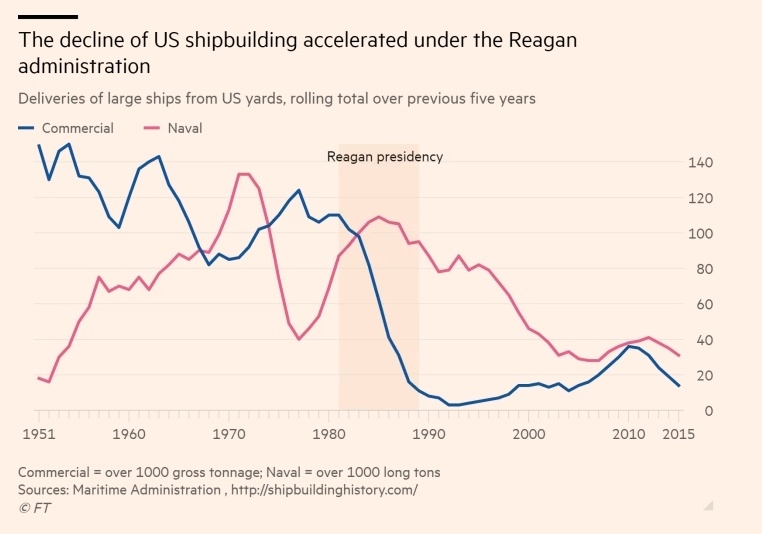 The decline of US shipbuilding accelerated under the Reagan
administration
Deliveries of large ships from US yards, rolling total over previous five years
Commercial Naval
Reagan presidency
140
120
100
80
60
40
20
0
1951 1960 1970 1980 1990 2000 2010 2015
Commercial = over 1000 gross tonnage; Naval = over 1000 long tons
Sources: Maritime Administration , http://shipbuildinghistory.com/
© FT